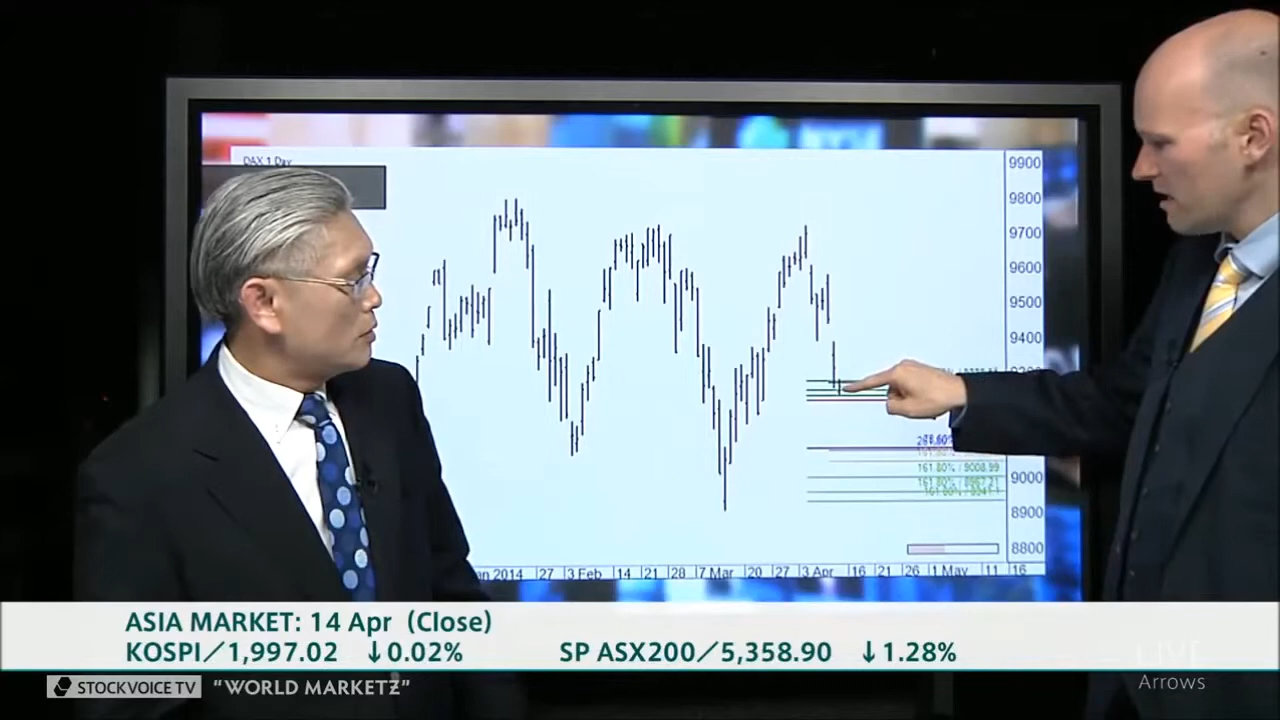 DAX 1 Day
9900
9800
9700
9600
9500
9400
161.80% / 9008.99
9000
8900
8800
2014 27 3 Feb 14 21 28 7 Mar 20 27 3 Apr 16 21 26 1 May 11 16
ASIA MARKET: 14 Apr (Close)
KOSPI／1,997.02 ↓0.02% SP ASX200／5,358.90 ↓1.28%
LIVE
STOCKVOICE TV "WORLD MARKETZ" Arrows